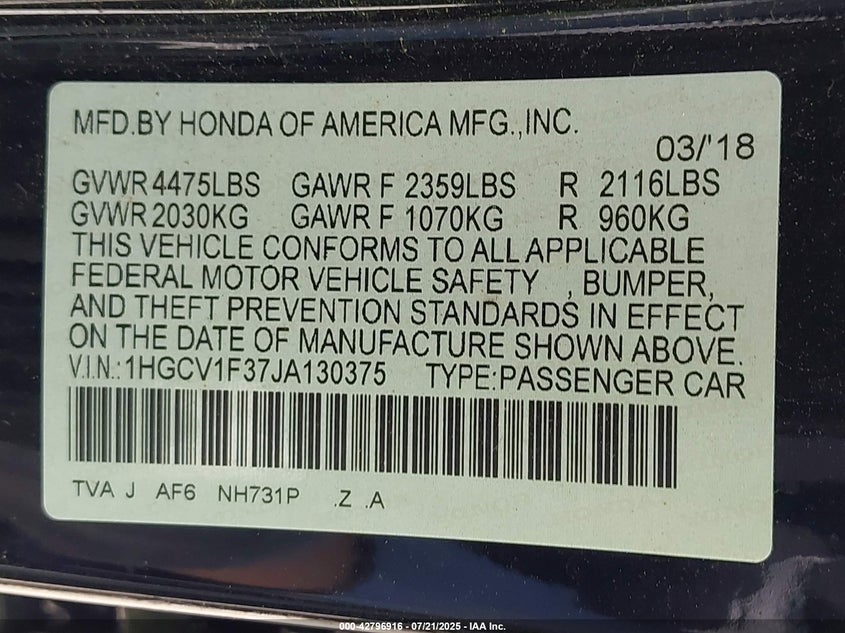 MFD.BY HONDA OF AMERICA MFG.,INC.
03/'18
GVWR 4475LBS GAWR F 2359LBS R 2116LBS
GVWR 2030KG GAWR F 1070KG R 960KG
THIS VEHICLE CONFORMS TO ALL APPLICABLE
FEDERAL MOTOR VEHICLE SAFETY , BUMPER,
AND THEFT PREVENTION STANDARDS IN EFFECT
ON THE DATE OF MANUFACTURE SHOWN ABOVE.
V.I.N.:1HGCV1F37JA130375 TYPE:PASSENGER CAR
TVA J AF6 NH731P .Z .A
000-42796916 - 07/21/2025 - IAA Inc.